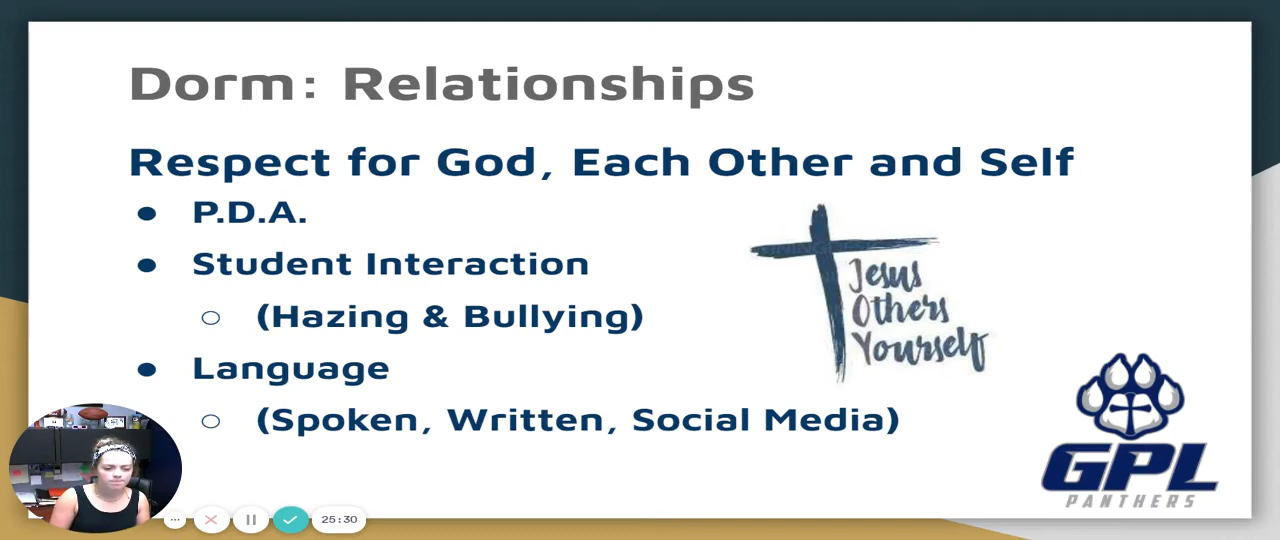 Dorm: Relationships
Respect for God, Each Other and Self
● P.D.A.
● Student Interaction
○ (Hazing & Bullying)
● Language
○ (Spoken, Written, Social Media)
Jesus
Others
Yourself
GPL
PANTHERS
25:30